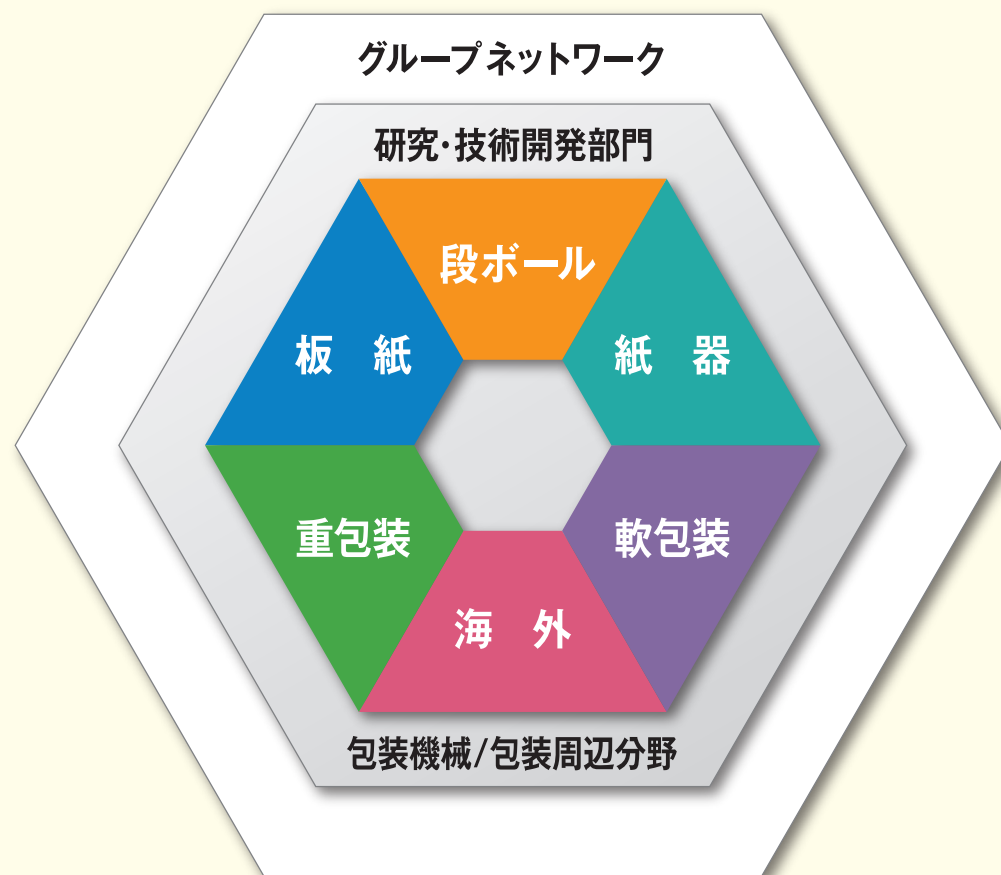 グループネットワーク
研究・技術開発部門
段ボール
板　紙
紙　器
重包装
軟包装
海　外
包装機械/包装周辺分野